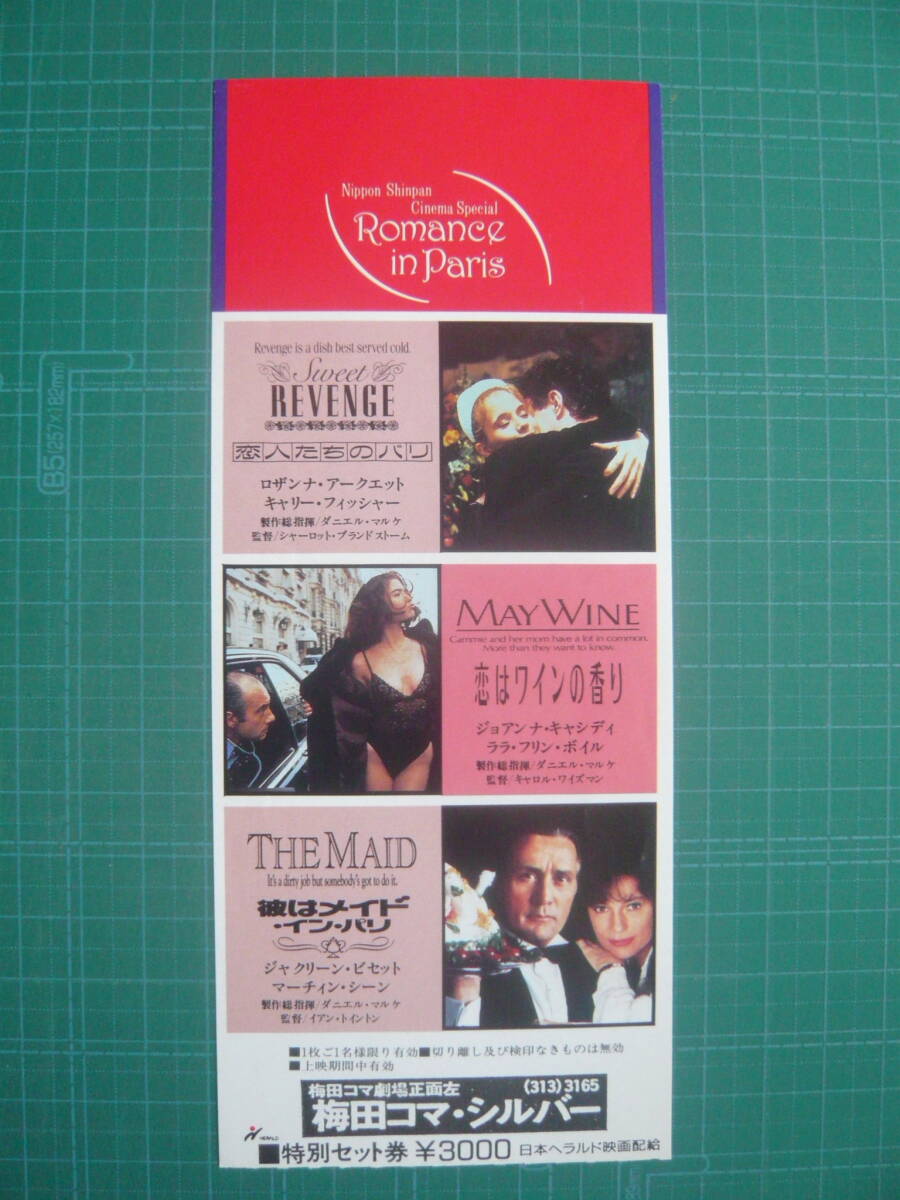 Nippon Shinpan
Cinema Special
Romance
in Paris
Revenge is a dish best served cold.
Sweet
REVENGE
恋人たちのパリ
ロザンナ・アークエット
キャリー・フィッシャー
製作総指揮/ダニエル・マルケ
監督/シャーロット・ブランドストーム
MAY WINE
Cammie and her mom have a lot in common.
More than they want to know.
恋はワインの香り
ジョアンナ・キャシディ
ララ・フリン・ボイル
製作総指揮/ダニエル・マルケ
監督/キャロル・ワイズマン
THE MAID
It's a dirty job but somebody's got to do it.
彼はメイド
・イン・パリ
ジャクリーン・ビセット
マーチィン・シーン
製作総指揮/ダニエル・マルケ
監督/イアン・トイントン
■1枚ご1名様限り有効■切り離し及び検印なきものは無効
■上映期間中有効
梅田コマ劇場正面左 (313)3165
梅田コマ・シルバー
HERALD
■特別セット券 ¥3000 日本ヘラルド映画配給
B5(257×182mm)